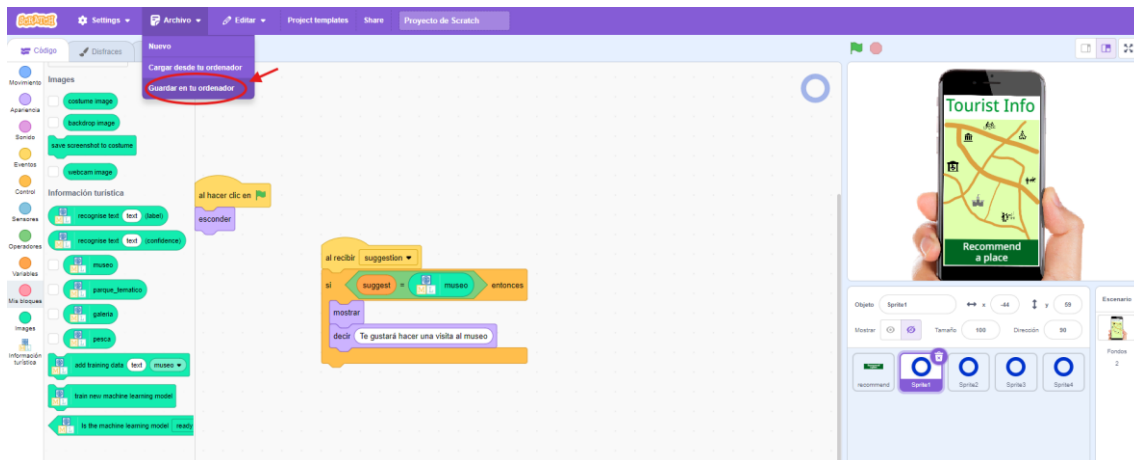 SCRATCH Settings Archivo Editar Project templates Share Proyecto de Scratch
Código Disfraces
Nuevo
Cargar desde tu ordenador
Guardar en tu ordenador
Movimiento
Apariencia
Sonido
Eventos
Control
Sensores
Operadores
Variables
Mis bloques
Images
Información turística
Images
costume image
backdrop image
save screenshot to costume
webcam image
Información turística
recognise text text (label)
recognise text text (confidence)
museo
parque_tematico
galeria
pesca
add training data text museo
train new machine learning model
Is the machine learning model ready
al hacer clic en
esconder
al recibir suggestion
si suggest = museo entonces
mostrar
decir Te gustará hacer una visita al museo
Tourist Info
Recommend
a place
Objeto Sprite1 x -44 y 59
Mostrar Tamaño 100 Dirección 90
recommend Sprite1 Sprite2 Sprite3 Sprite4
Escenario
Fondos
2